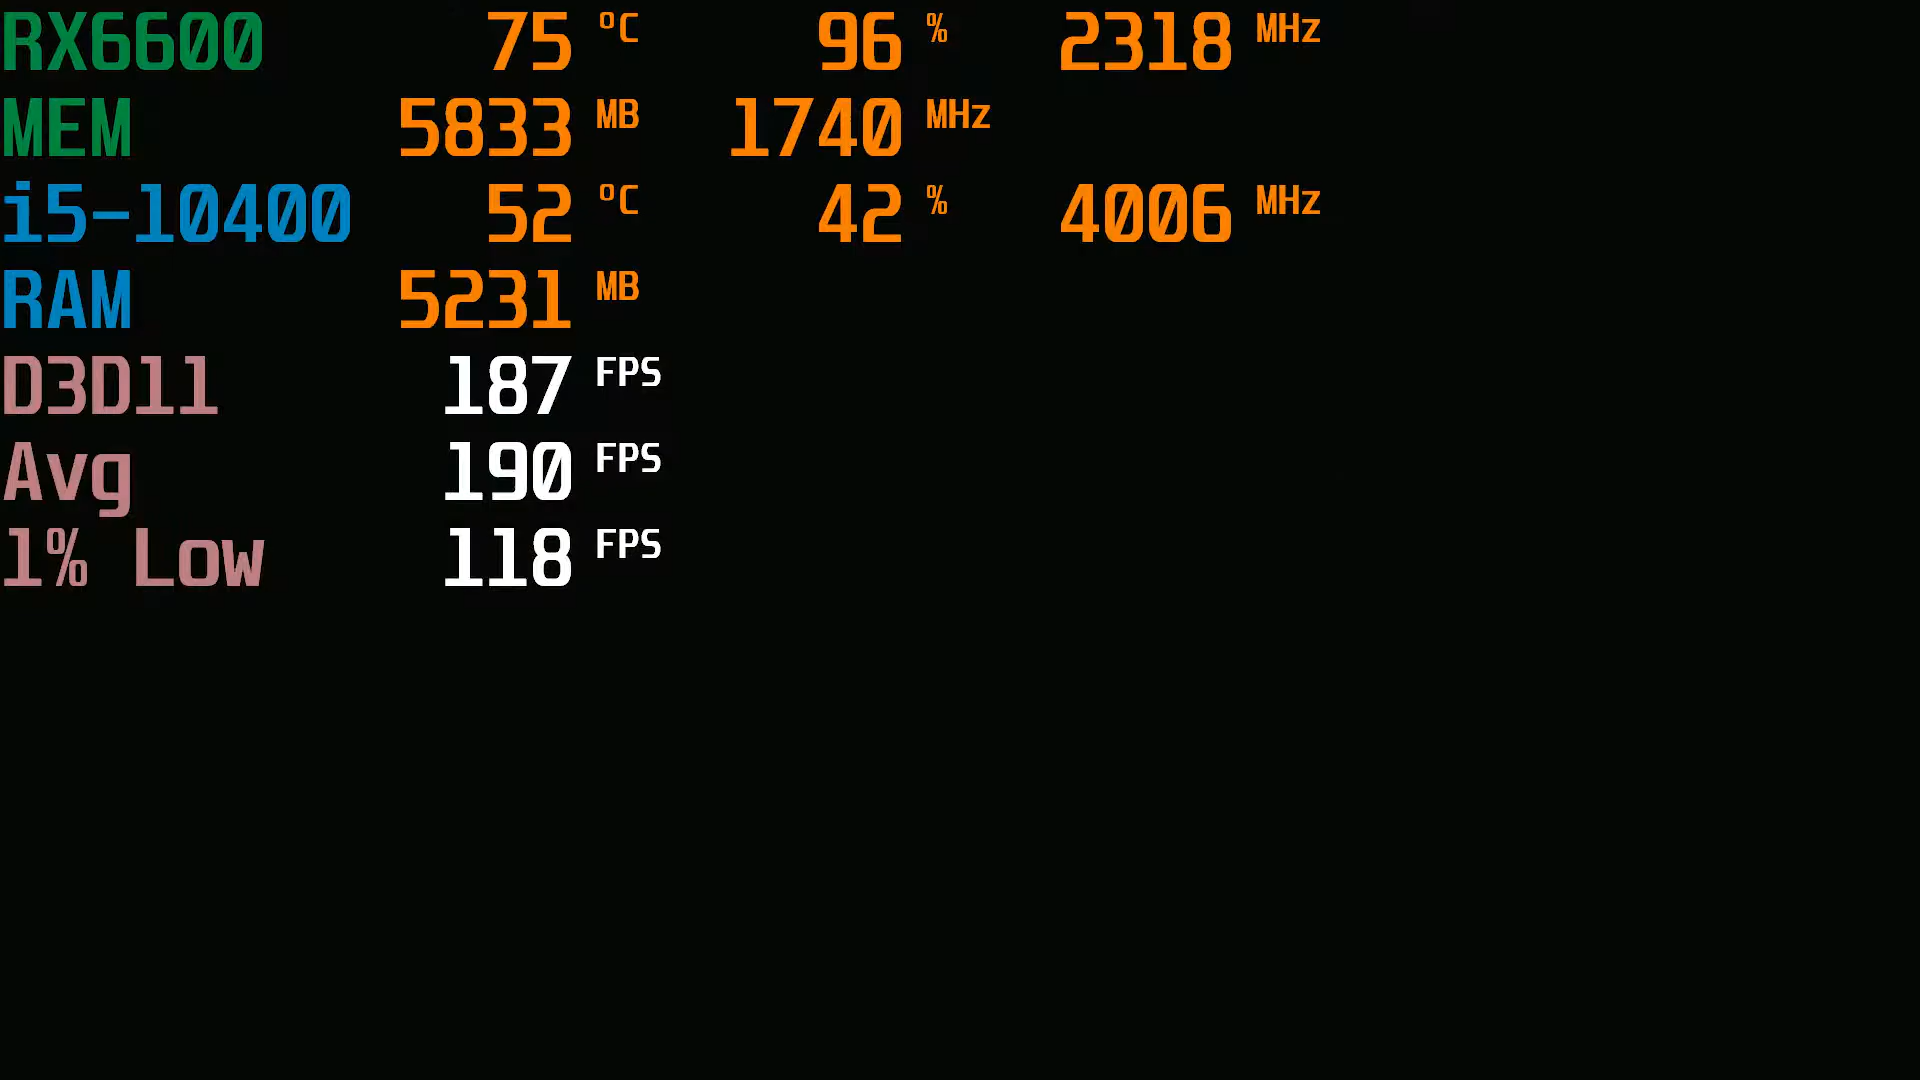 RX6600 75 °C 96 % 2318 MHz
MEM 5833 MB 1740 MHz
i5-10400 52 °C 42 % 4006 MHz
RAM 5231 MB
D3D11 187 FPS
Avg 190 FPS
1% Low 118 FPS